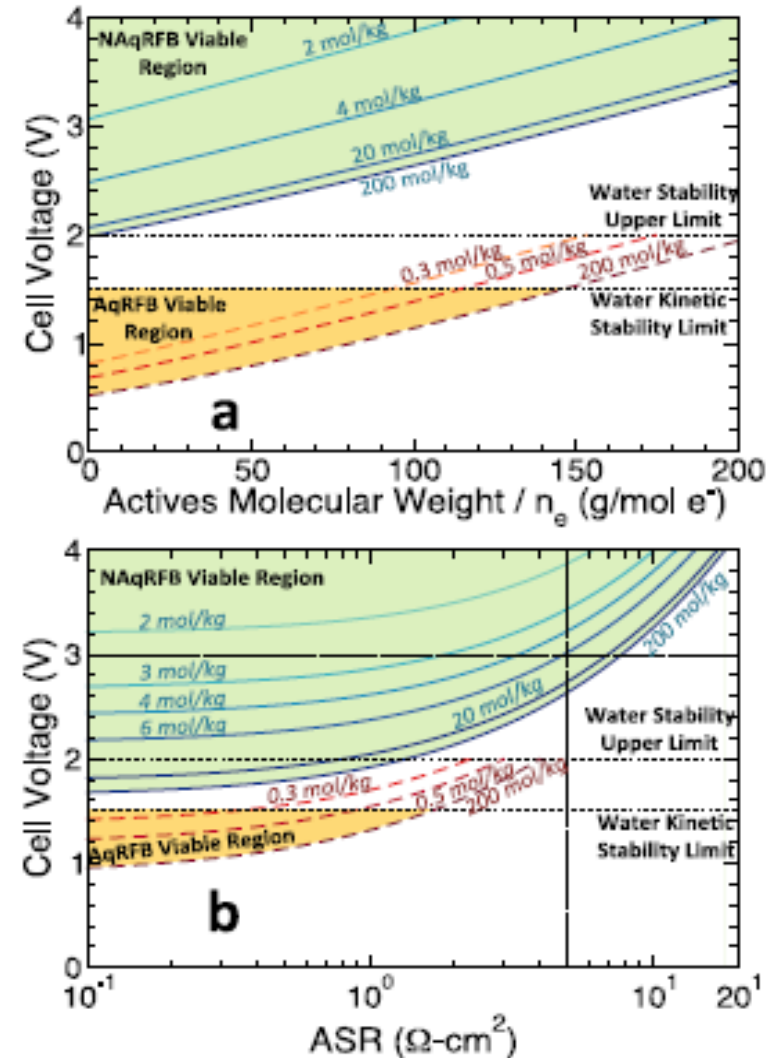 4
NAqRFB Viable
Region
2 mol/kg
4 mol/kg
3
20 mol/kg
200 mol/kg
Water Stability
Upper Limit
2
0.3 mol/kg
0.5 mol/kg
200 mol/kg
AqRFB Viable
Region
Water Kinetic
Stability Limit
1
a
0
Cell Voltage (V)
0 50 100 150 200
Actives Molecular Weight / nₑ (g/mol e⁻)
4
NAqRFB Viable Region
2 mol/kg
200 mol/kg
3
3 mol/kg
4 mol/kg
6 mol/kg
20 mol/kg
Water Stability
Upper Limit
2
0.3 mol/kg
0.5 mol/kg
200 mol/kg
AqRFB Viable Region
Water Kinetic
Stability Limit
1
b
0
Cell Voltage (V)
10⁻¹ 10⁰ 10¹ 20¹
ASR (Ω-cm²)